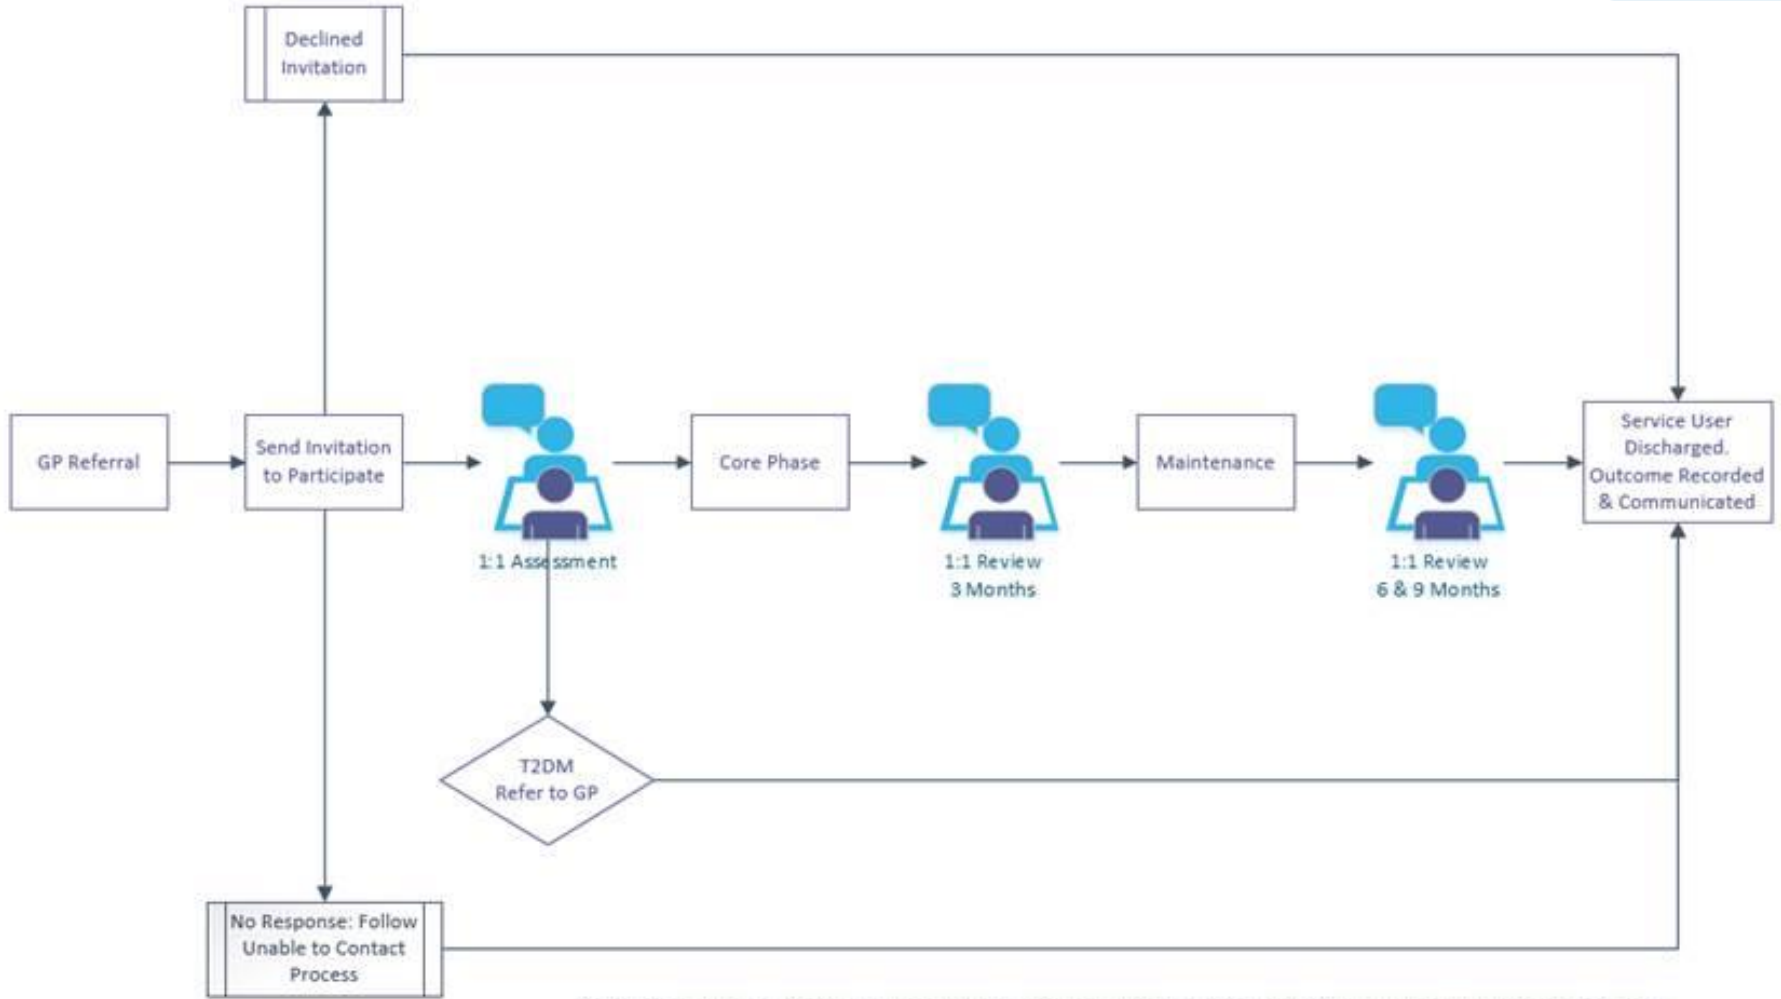 Declined
Invitation
GP Referral
Send Invitation
to Participate
1:1 Assessment
Core Phase
1:1 Review
3 Months
Maintenance
1:1 Review
6 & 9 Months
Service User
Discharged.
Outcome Recorded
& Communicated
T2DM
Refer to GP
No Response: Follow
Unable to Contact
Process